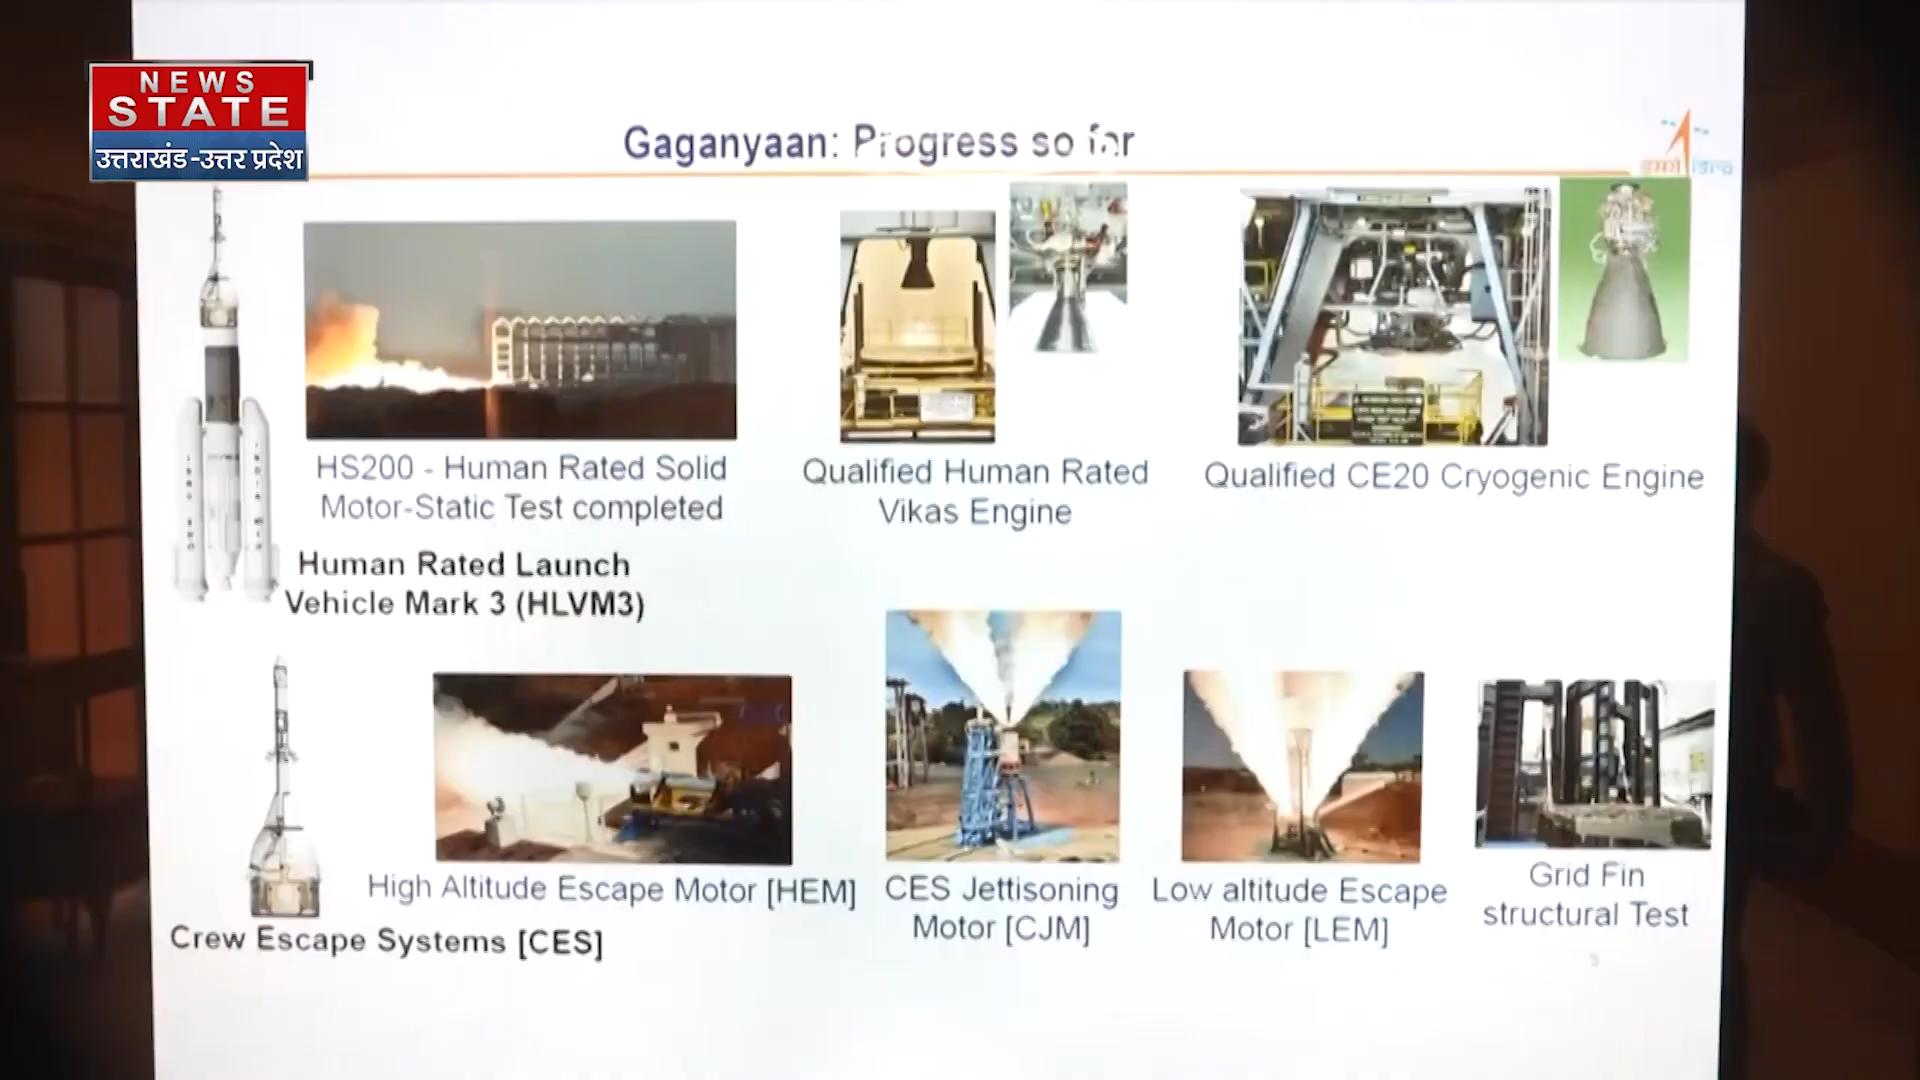 NEWS
STATE
उत्तराखंड-उत्तर प्रदेश
Gaganyaan: Progress so far
इसरो isro
HS200 - Human Rated Solid
Motor-Static Test completed
Qualified Human Rated
Vikas Engine
Qualified CE20 Cryogenic Engine
Human Rated Launch
Vehicle Mark 3 (HLVM3)
High Altitude Escape Motor [HEM]
CES Jettisoning
Motor [CJM]
Low altitude Escape
Motor [LEM]
Grid Fin
structural Test
Crew Escape Systems [CES]
5